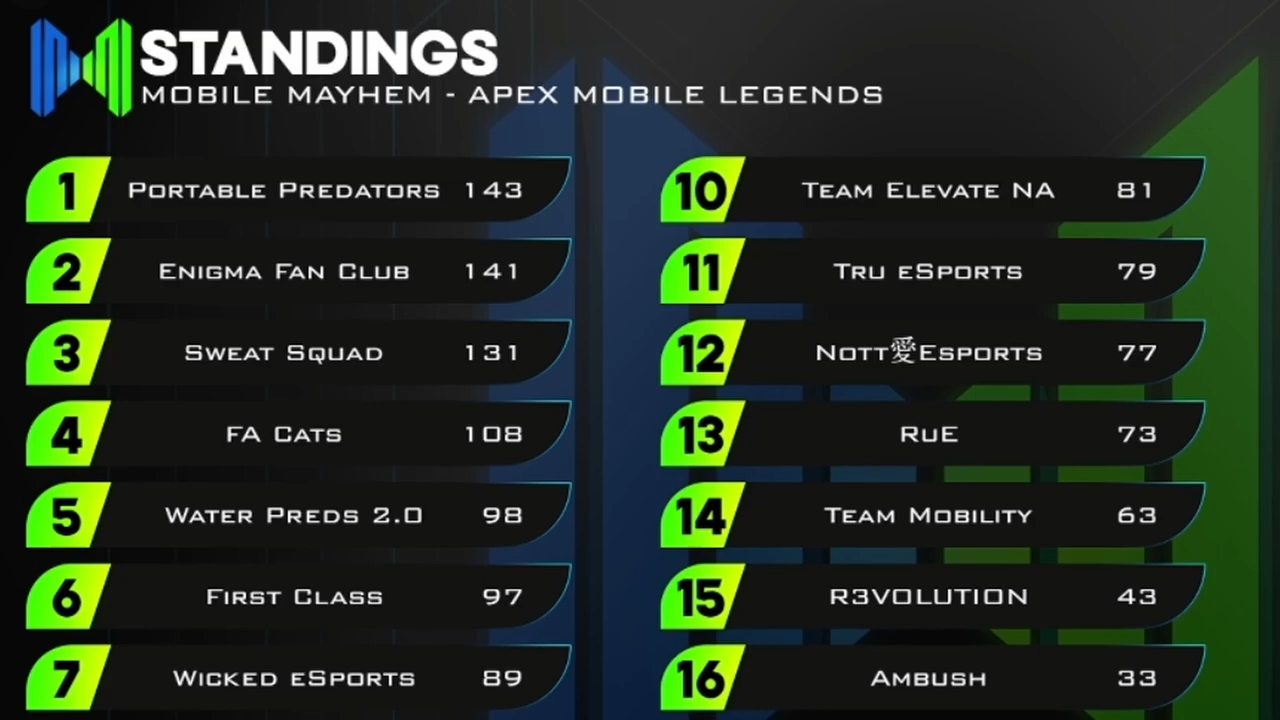 STANDINGS
MOBILE MAYHEM - APEX MOBILE LEGENDS
1 PORTABLE PREDATORS 143
2 ENIGMA FAN CLUB 141
3 SWEAT SQUAD 131
4 FA CATS 108
5 WATER PREDS 2.0 98
6 FIRST CLASS 97
7 WICKED ESPORTS 89
10 TEAM ELEVATE NA 81
11 TRU ESPORTS 79
12 NOTT愛ESPORTS 77
13 RUE 73
14 TEAM MOBILITY 63
15 R3VOLUTION 43
16 AMBUSH 33